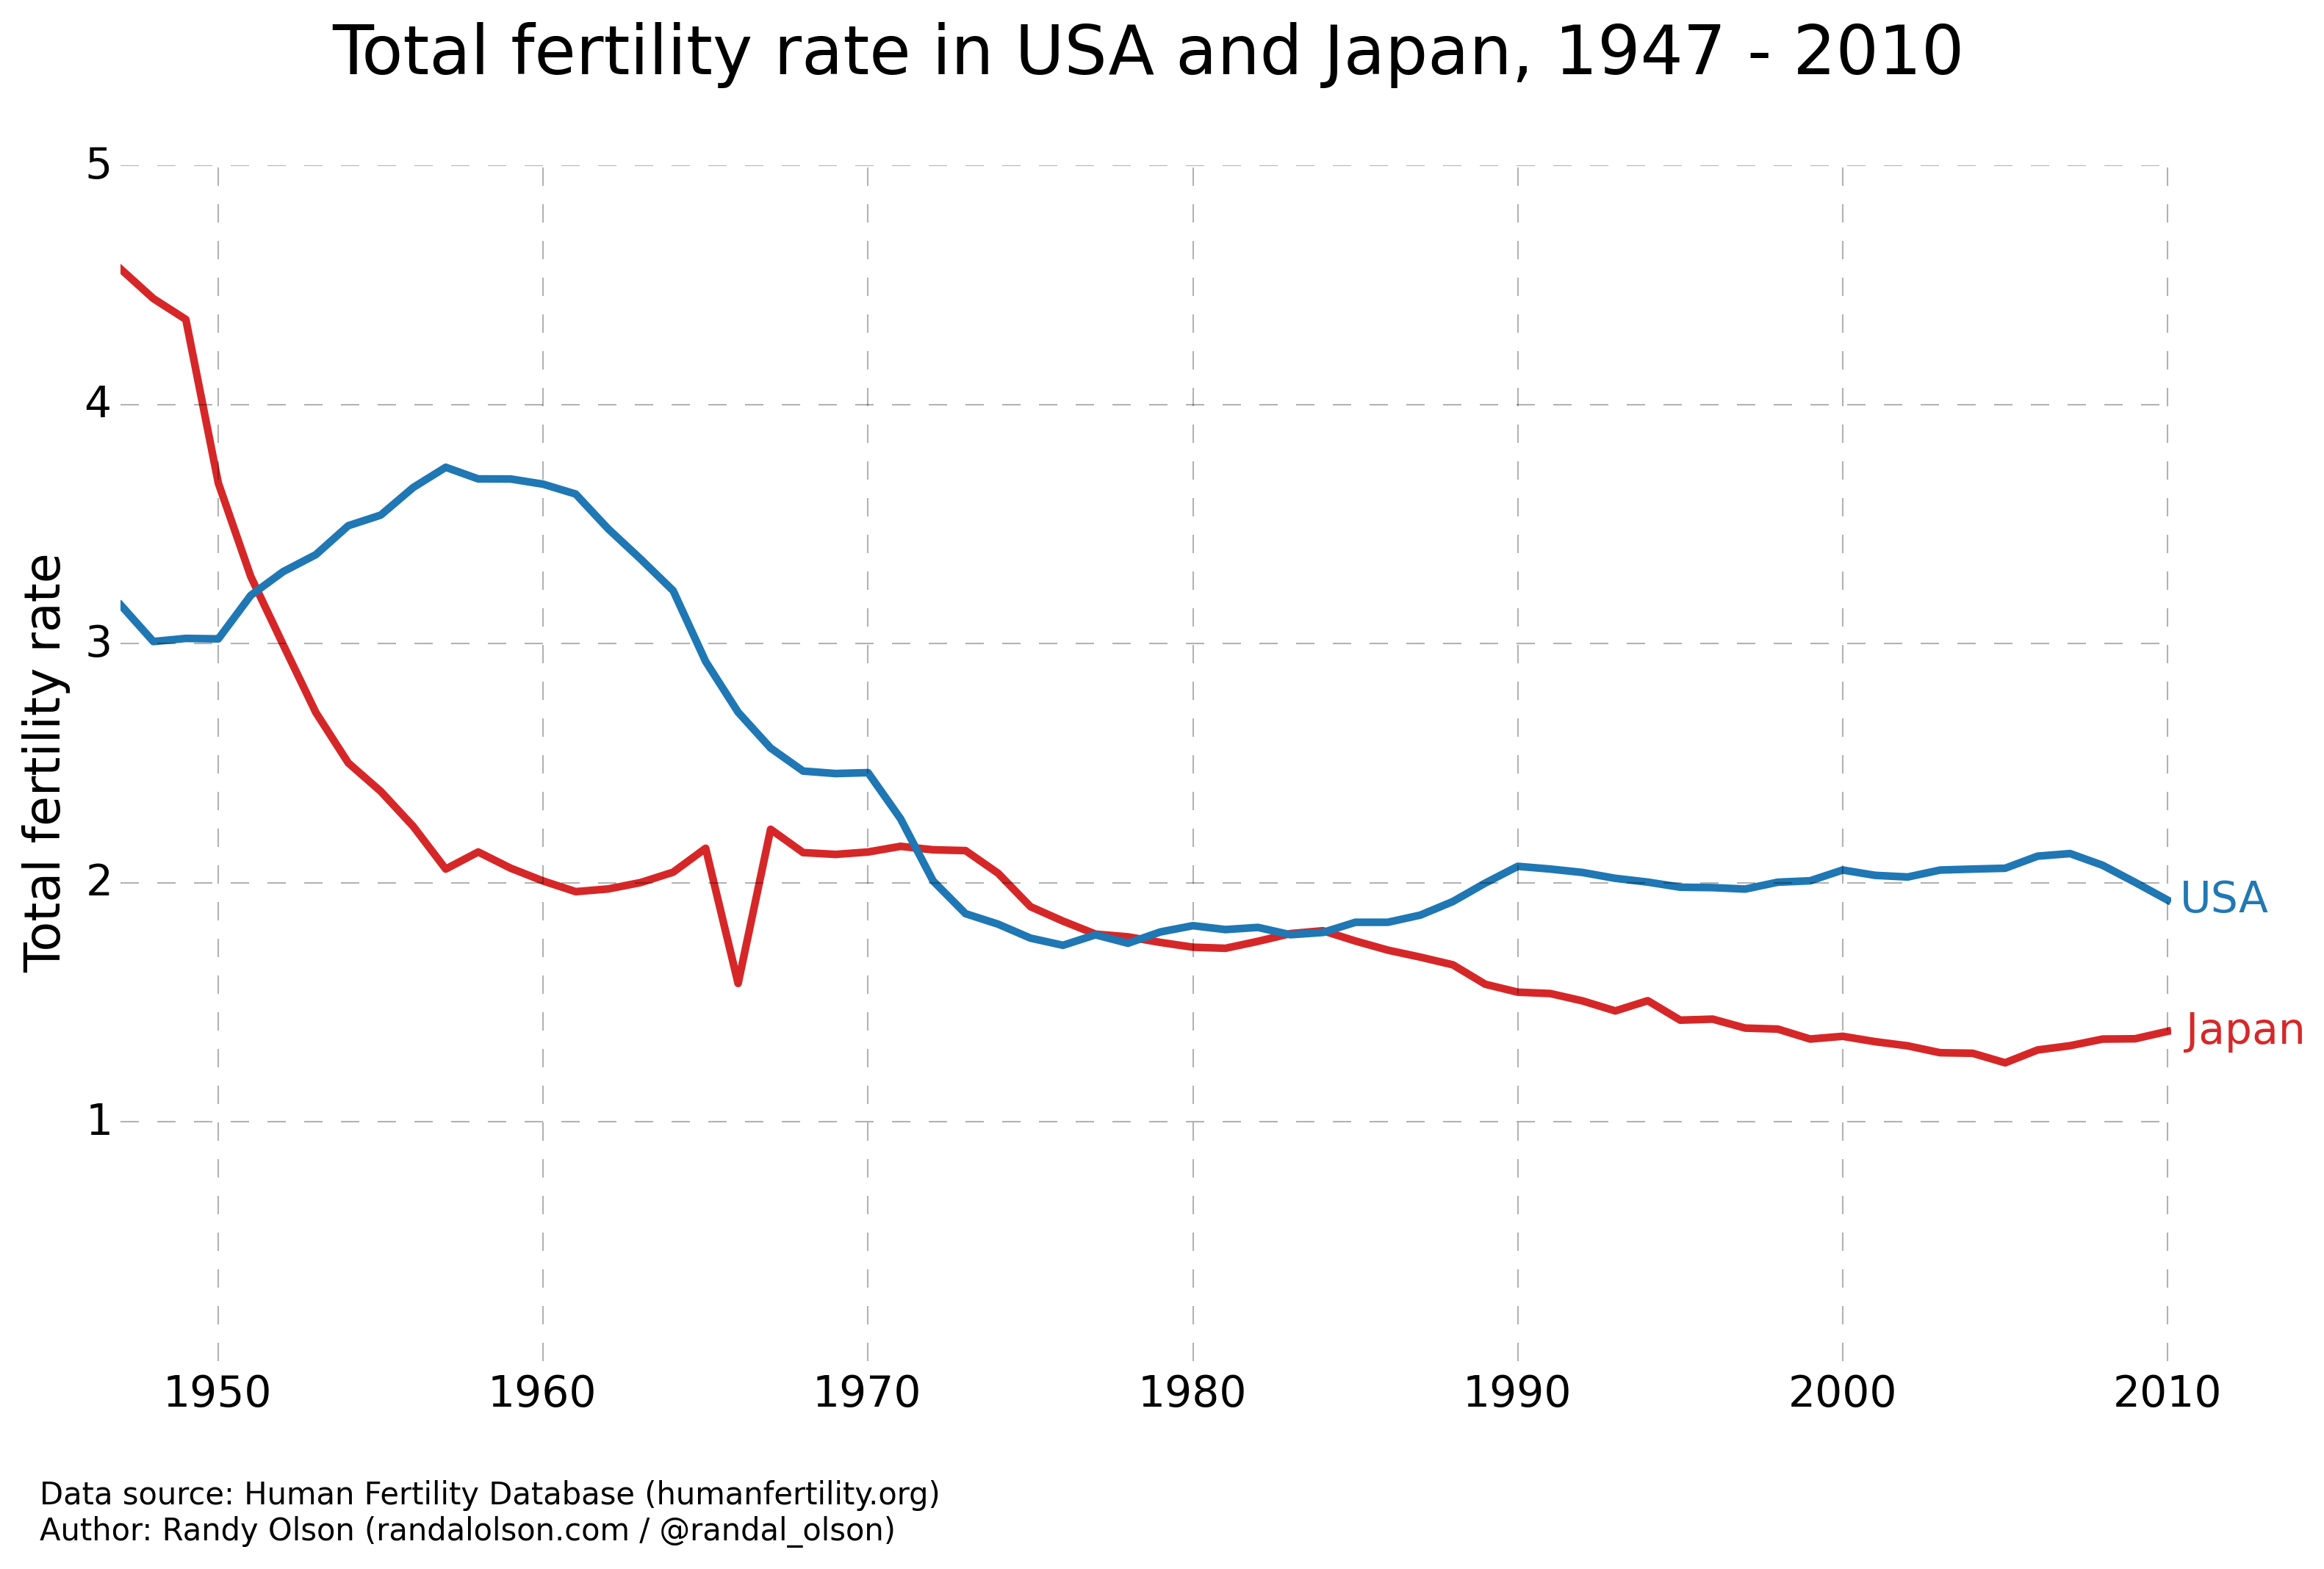 Total fertility rate in USA and Japan, 1947 - 2010
Total fertility rate
5
4
3
2
1
USA
Japan
1950 1960 1970 1980 1990 2000 2010
Data source: Human Fertility Database (humanfertility.org)
Author: Randy Olson (randalolson.com / @randal_olson)